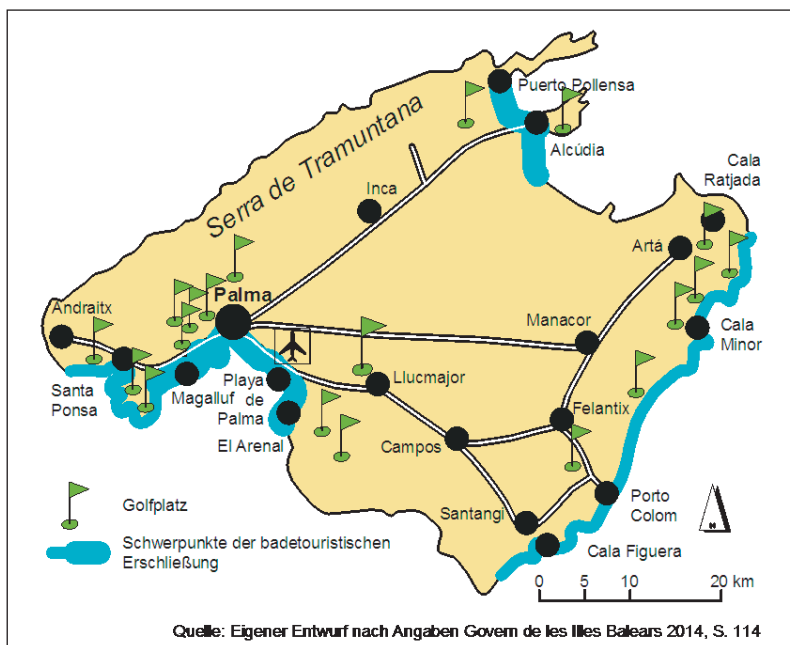 Puerto Pollensa
Alcúdia
Serra de Tramuntana
Inca
Cala
Ratjada
Artá
Palma
Andraitx
Manacor
Cala
Minor
Santa
Ponsa
Magalluf
Playa
de
Palma
Llucmajor
El Arenal
Campos
Felantix
Santangi
Porto
Colom
Cala Figuera
Golfplatz
Schwerpunkte der badetouristischen
Erschließung
N
0 5 10 20 km
Quelle: Eigener Entwurf nach Angaben Govern de les Illes Balears 2014, S. 114